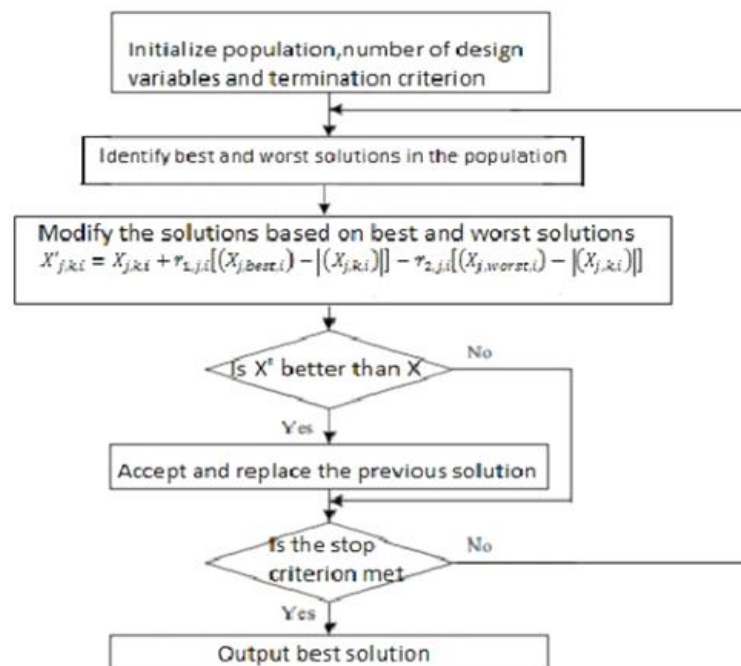 Initialize population,number of design
variables and termination criterion
Identify best and worst solutions in the population
Modify the solutions based on best and worst solutions
X'j,k,i = Xj,k,i + r1,j,i[(Xj,best,i) − |(Xj,k,i)|] − r2,j,i[(Xj,worst,i) − |(Xj,k,i)|]
Is X' better than X
No
Yes
Accept and replace the previous solution
Is the stop
criterion met
No
Yes
Output best solution